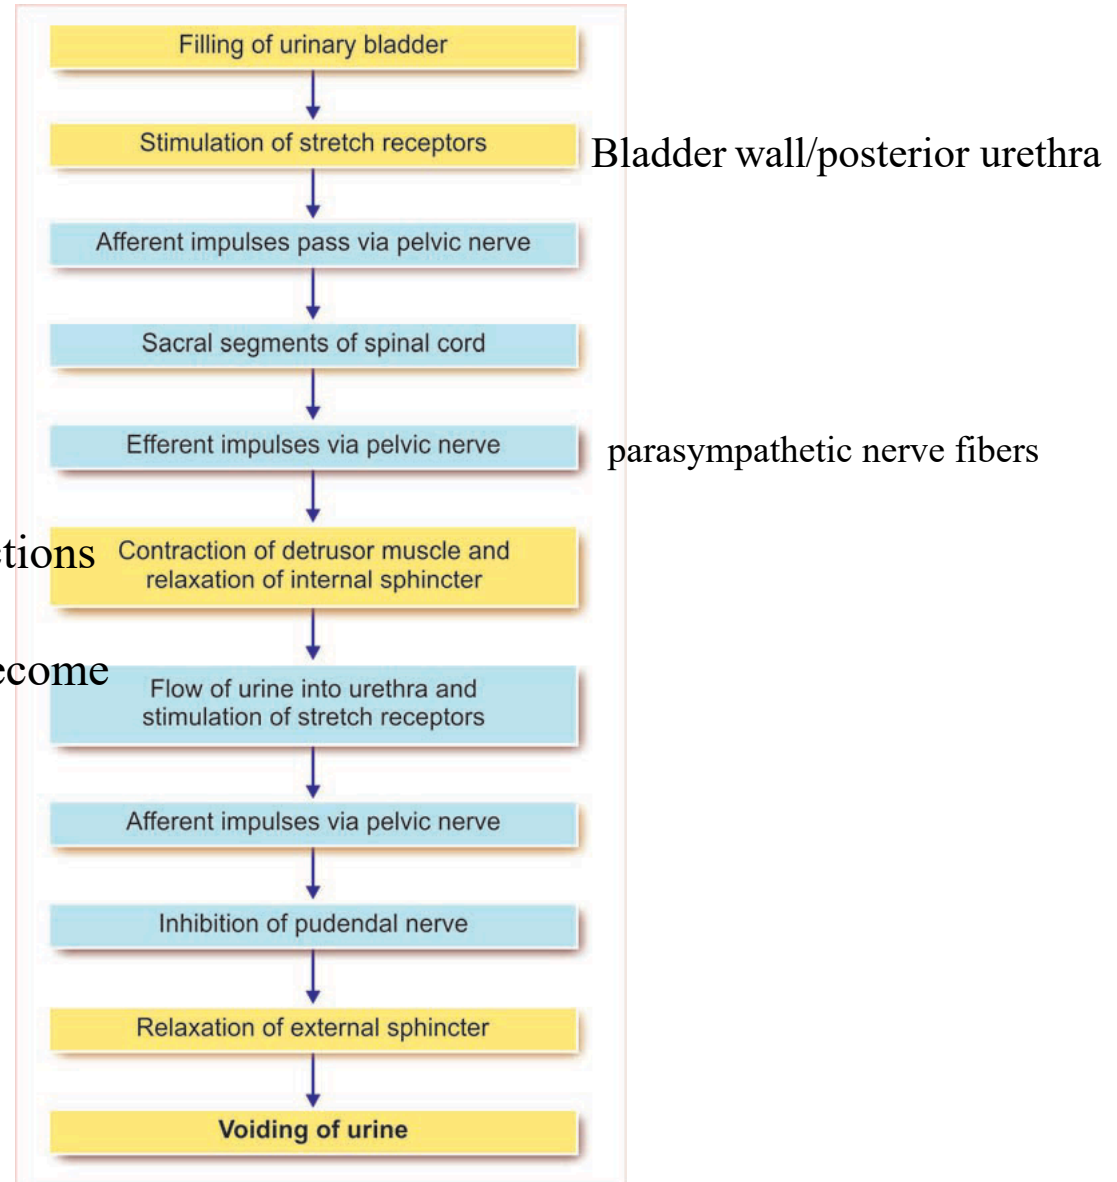 Filling of urinary bladder
Stimulation of stretch receptors
Bladder wall/posterior urethra
Afferent impulses pass via pelvic nerve
Sacral segments of spinal cord
Efferent impulses via pelvic nerve
parasympathetic nerve fibers
ctions
Contraction of detrusor muscle and
relaxation of internal sphincter
ecome
Flow of urine into urethra and
stimulation of stretch receptors
Afferent impulses via pelvic nerve
Inhibition of pudendal nerve
Relaxation of external sphincter
Voiding of urine